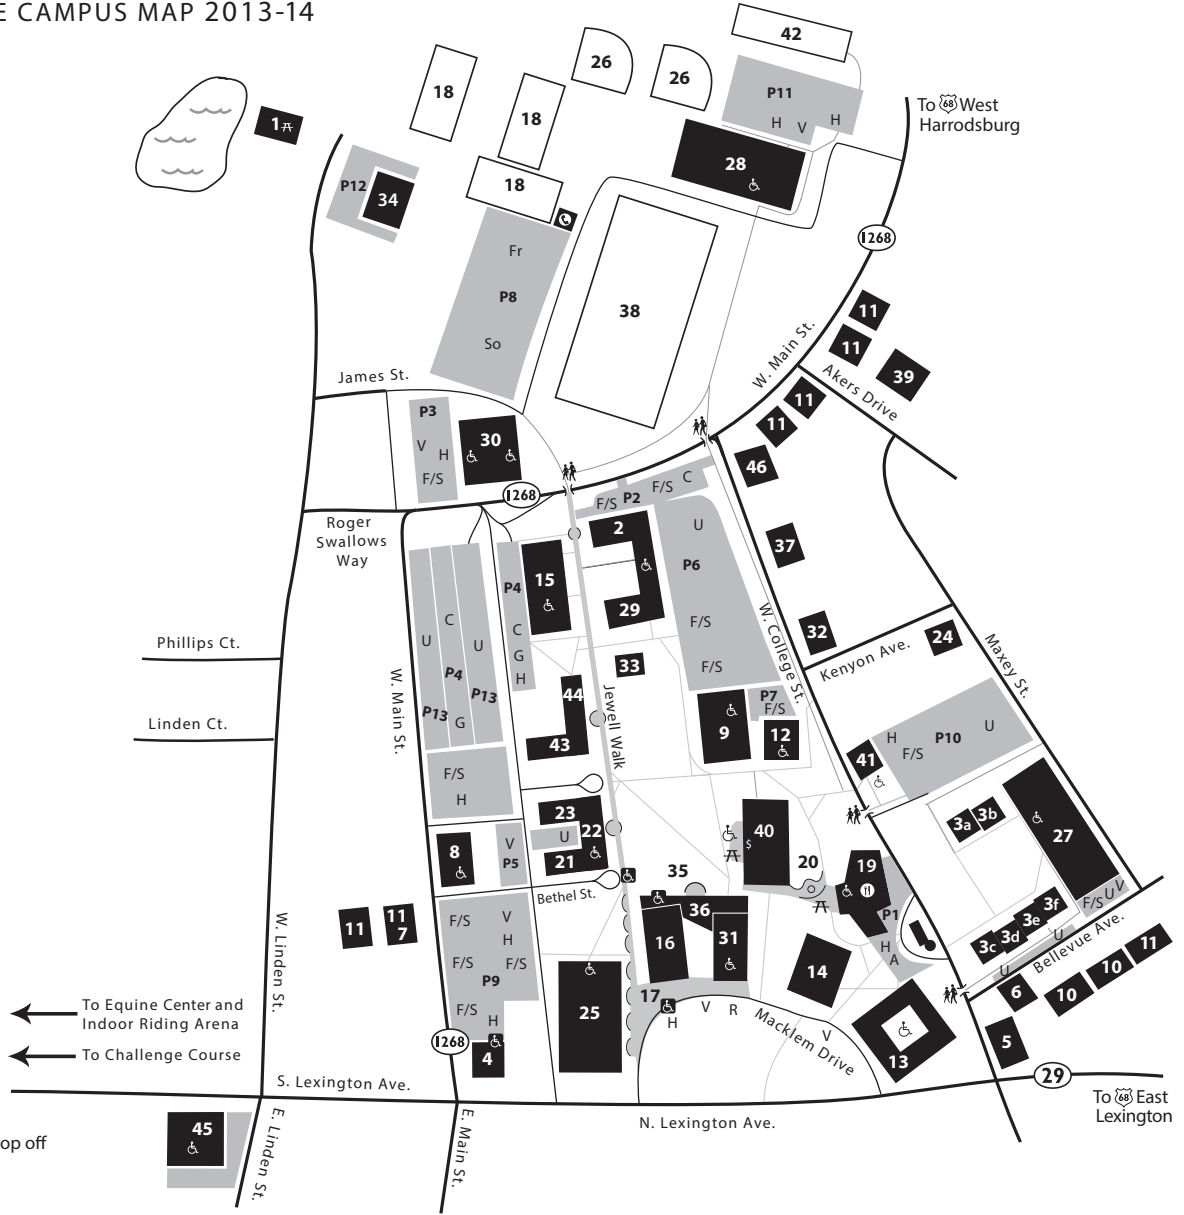 E CAMPUS MAP 2013-14
42
26
26
18
18
18
P11
H V H
1
28
To 68 West
Harrodsburg
P12
34
1268
Fr
P8
So
38
11
11
39
W. Main St.
Akers Drive
11
11
46
James St.
P3
V
H
F/S
30
1268
Roger
Swallows
Way
F/S P2 F/S C
2
29
U
P6
F/S
F/S
37
W. College St.
32
Kenyon Ave.
24
Maxey St.
P4
C
G
H
15
33
Jewell Walk
44
43
Phillips Ct.
Linden Ct.
W. Main St.
U
C
U
P4
P13
P13
G
F/S
H
9
P7
F/S
12
41
H
F/S
P10
U
3a
3b
27
F/S U V
8
V
P5
23
U
22
21
Bethel St.
40
$
20
35
36
16
31
19
P1
H
A
3c
3d
3e
3f
U
U
Bellevue Ave.
11
10
10
6
5
W. Linden St.
11
11
7
F/S
V
H
F/S
F/S
P9
F/S
H
4
25
17
H
V
R
Macklem Drive
V
14
13
To Equine Center and
Indoor Riding Arena
To Challenge Course
1268
S. Lexington Ave.
N. Lexington Ave.
29
To 68 East
Lexington
45
op off
E. Linden St.
E. Main St.